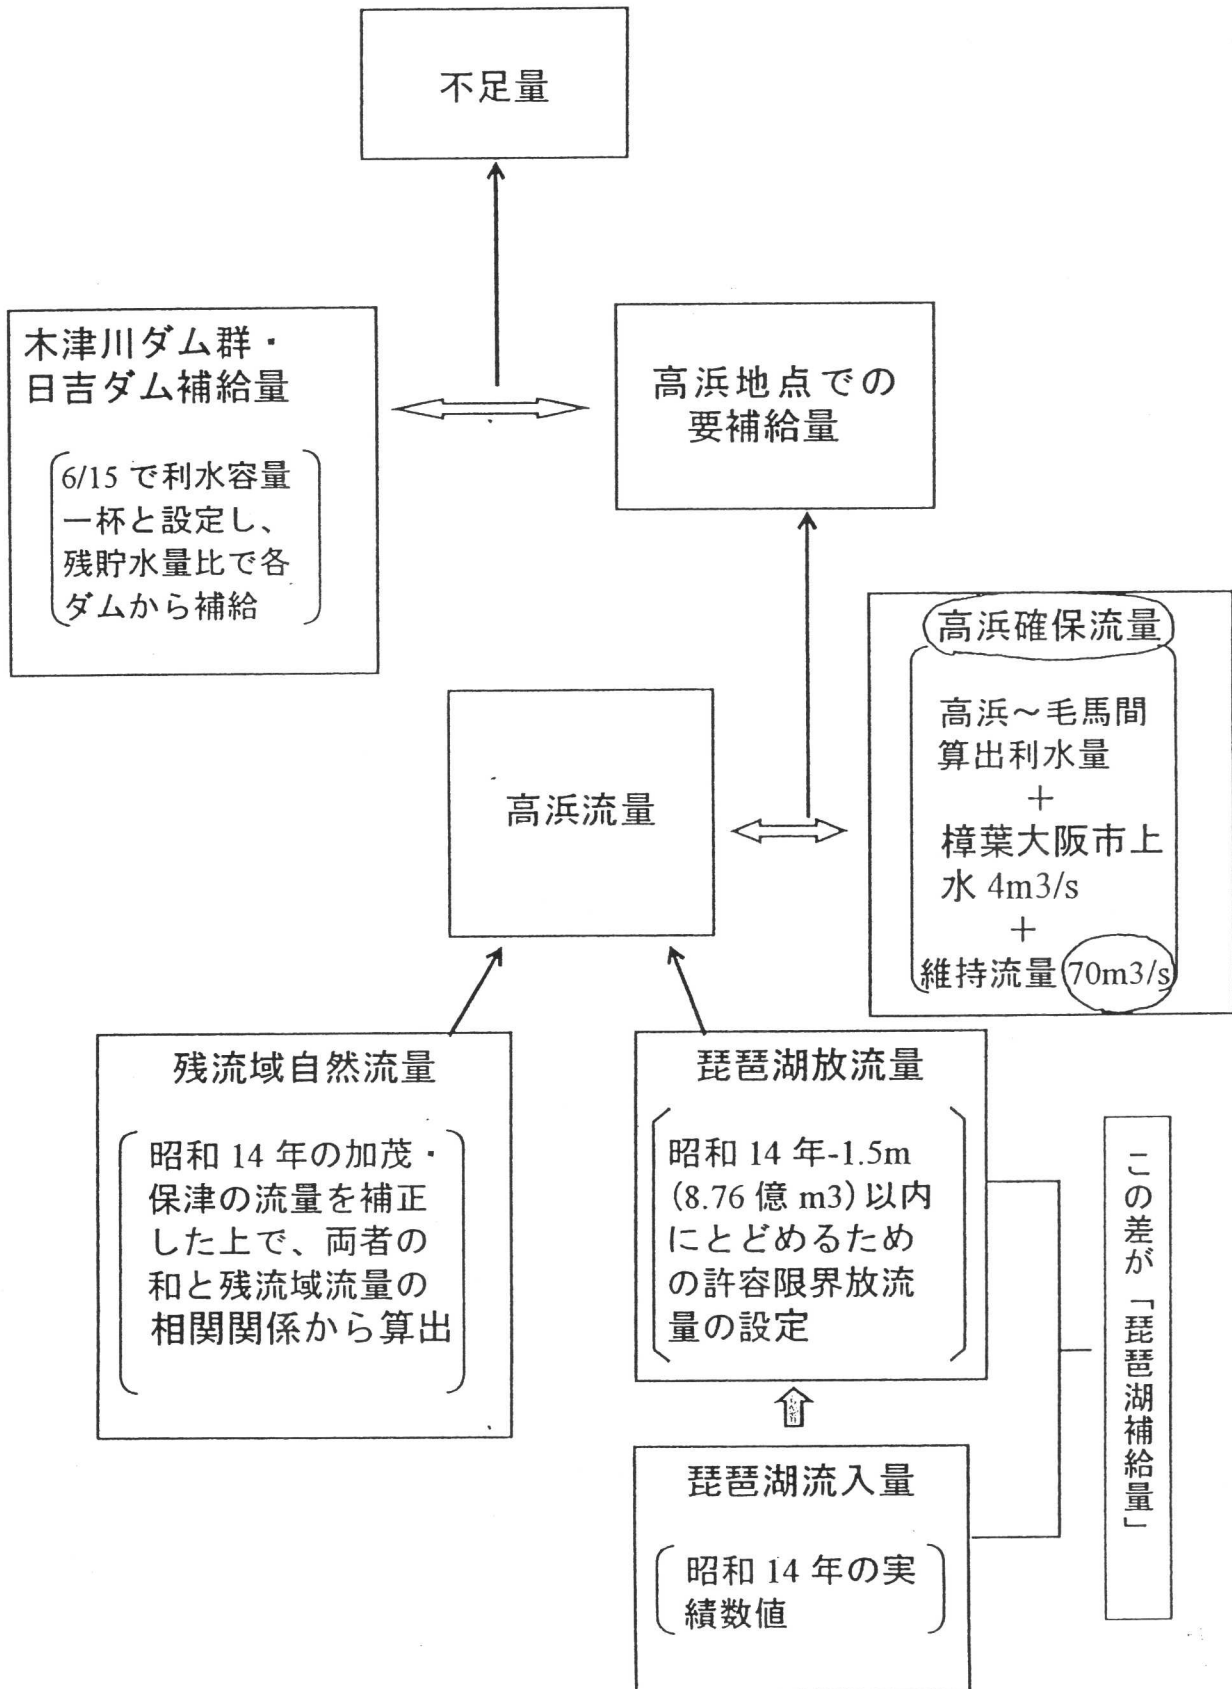 不足量
木津川ダム群・
日吉ダム補給量
6/15 で利水容量
一杯と設定し、
残貯水量比で各
ダムから補給
高浜地点での
要補給量
高浜確保流量
高浜～毛馬間
算出利水量
＋
樟葉大阪市上
水 4m3/s
＋
維持流量 70m3/s
高浜流量
残流域自然流量
昭和 14 年の加茂・
保津の流量を補正
した上で、両者の
和と残流域流量の
相関関係から算出
琵琶湖放流量
昭和 14 年-1.5m
(8.76 億 m3) 以内
にとどめるため
の許容限界放流
量の設定
琵琶湖流入量
昭和 14 年の実
績数値
この差が「琵琶湖補給量」